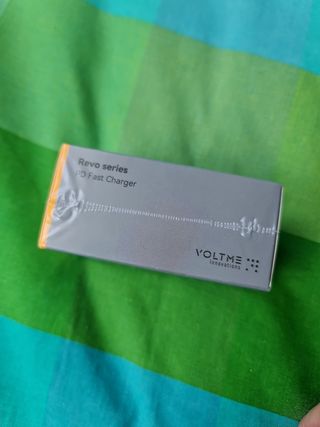 Revo series
PD Fast Charger
VOLTME
innovations